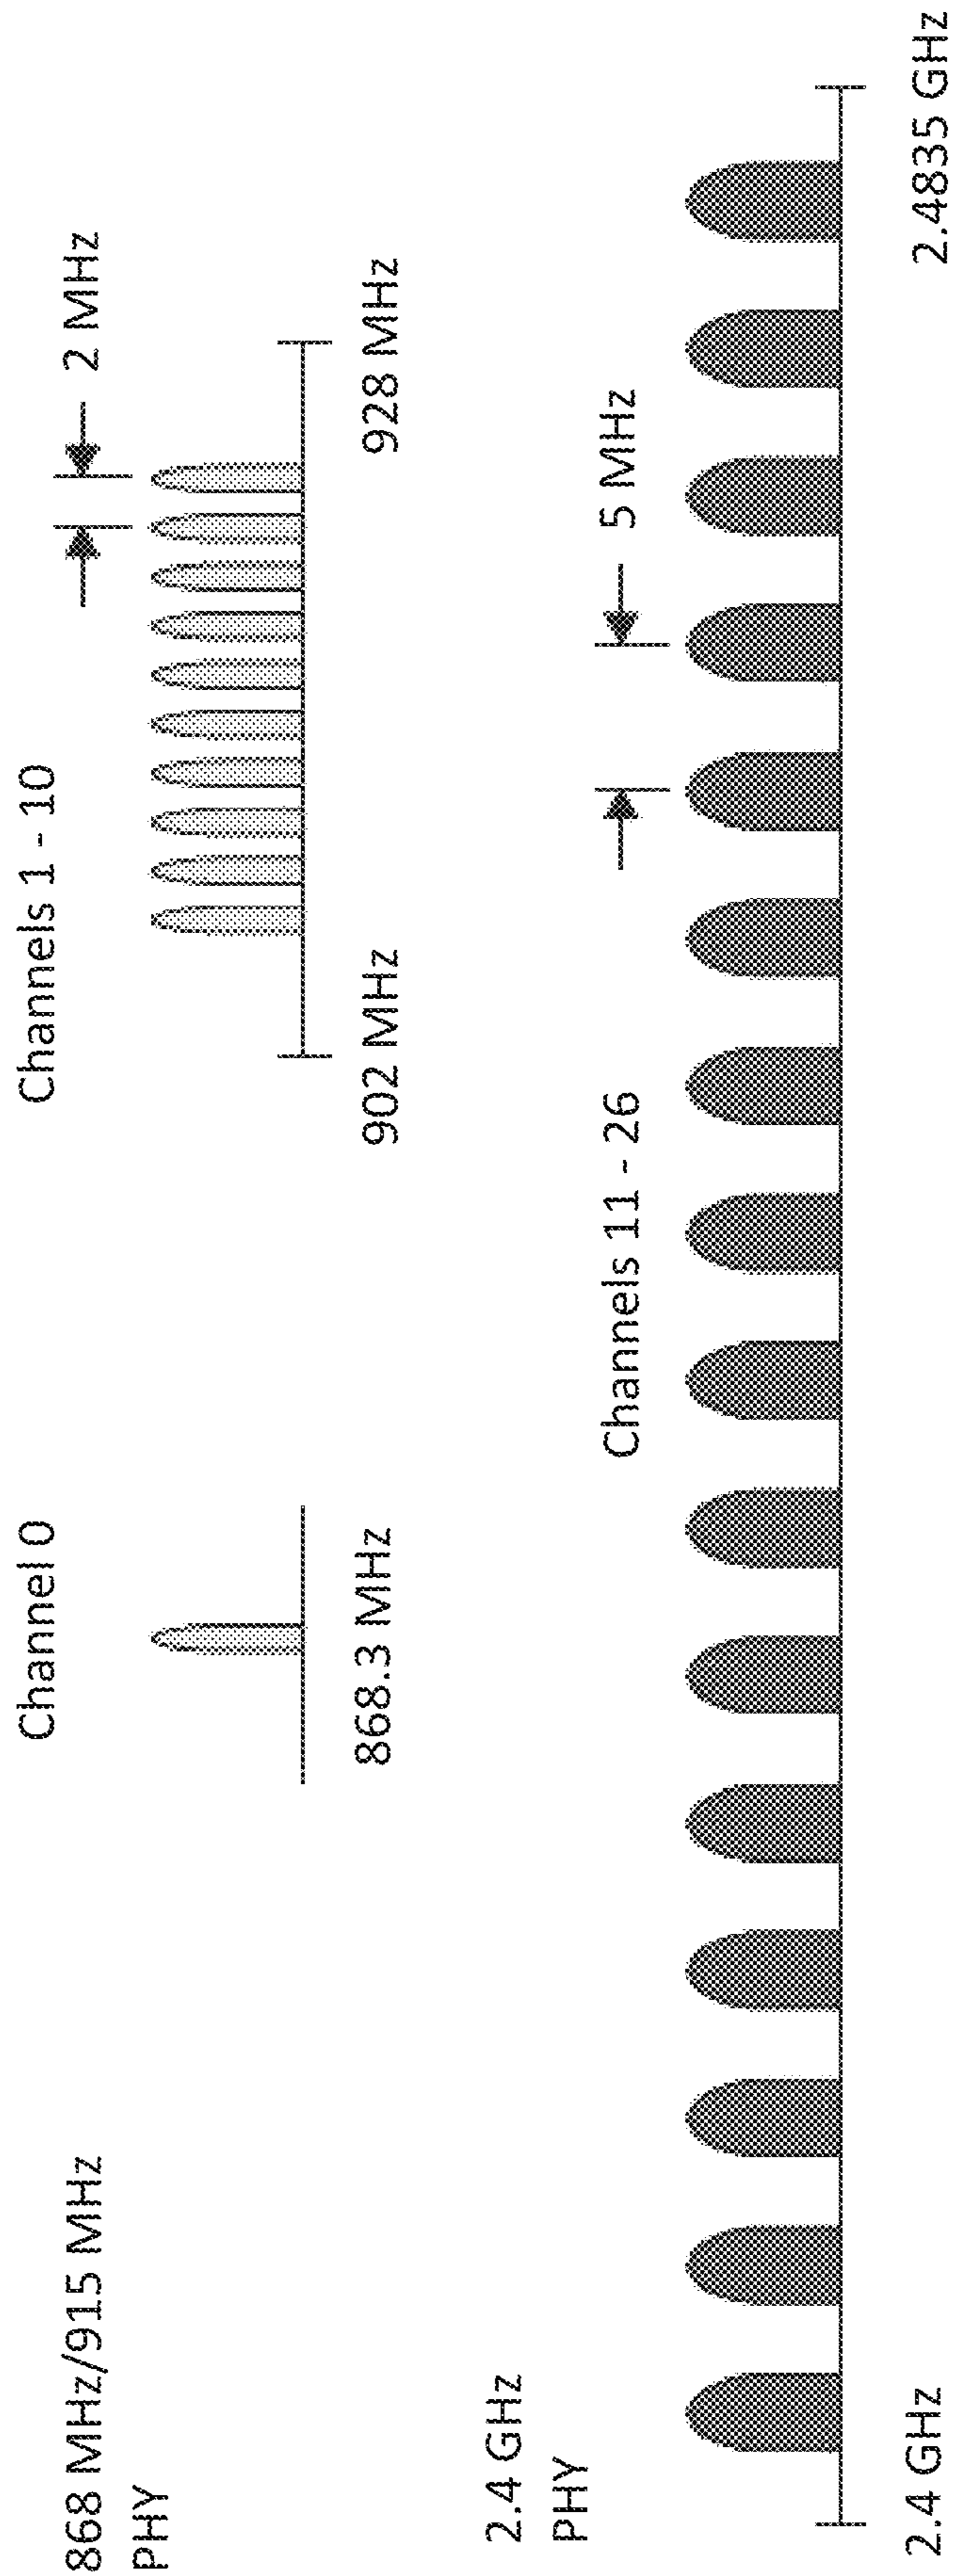 868 MHz/915 MHz
PHY
Channel 0
Channels 1 - 10
2 MHz
868.3 MHz
902 MHz
928 MHz
2.4 GHz
PHY
Channels 11 - 26
5 MHz
2.4 GHz
2.4835 GHz